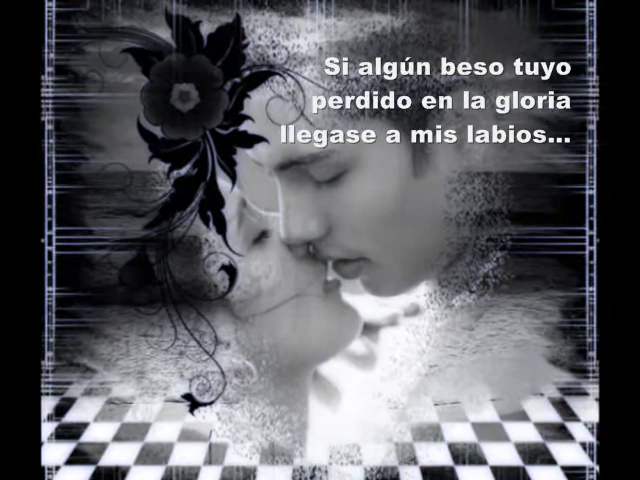 Si algún beso tuyo
perdido en la gloria
llegase a mis labios...